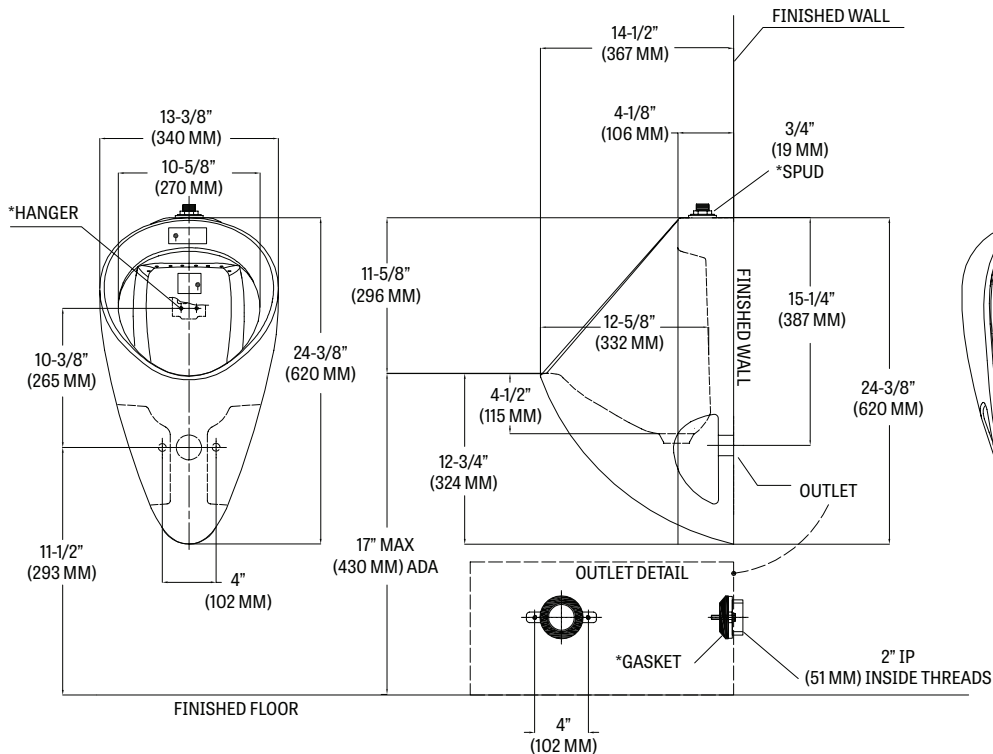 FINISHED WALL
14-1/2”
(367 MM)
13-3/8”
(340 MM)
4-1/8”
(106 MM)
3/4”
(19 MM)
*SPUD
10-5/8”
(270 MM)
*HANGER
11-5/8”
(296 MM)
FINISHED WALL
15-1/4”
(387 MM)
12-5/8”
(332 MM)
10-3/8”
(265 MM)
24-3/8”
(620 MM)
24-3/8”
(620 MM)
4-1/2”
(115 MM)
12-3/4”
(324 MM)
OUTLET
11-1/2”
(293 MM)
17” MAX
(430 MM) ADA
4”
(102 MM)
OUTLET DETAIL
*GASKET
2” IP
(51 MM) INSIDE THREADS
FINISHED FLOOR
4”
(102 MM)